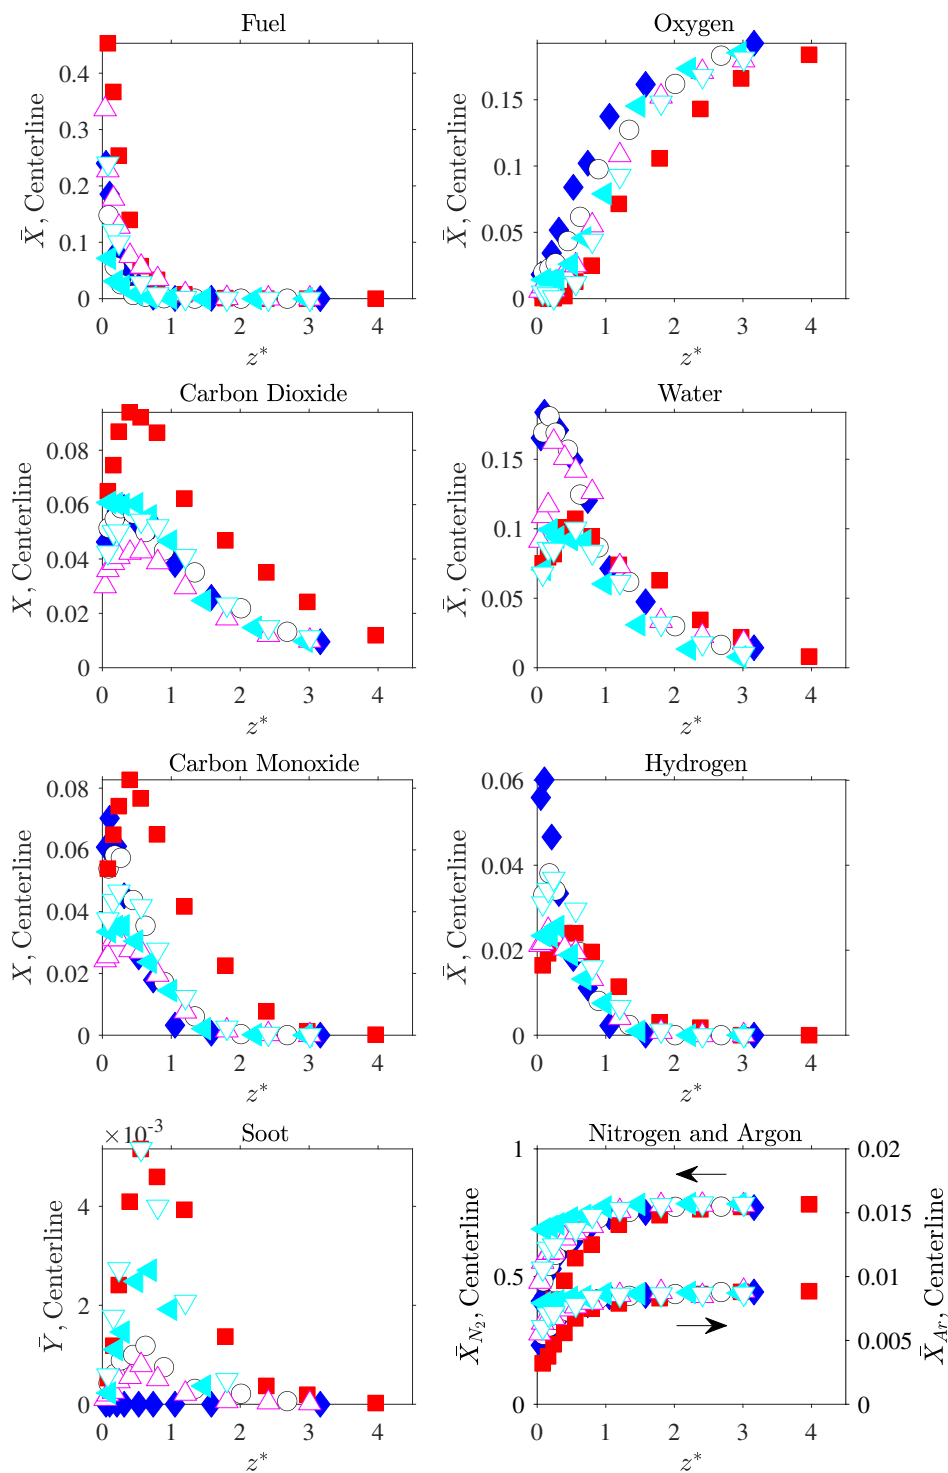 Fuel
0.4
0.3
0.2
0.1
0
X̄, Centerline
0 1 2 3 4
z*
Oxygen
0.15
0.1
0.05
0
X̄, Centerline
0 1 2 3 4
z*
Carbon Dioxide
0.08
0.06
0.04
0.02
0
X, Centerline
0 1 2 3 4
z*
Water
0.15
0.1
0.05
0
X̄, Centerline
0 1 2 3 4
z*
Carbon Monoxide
0.08
0.06
0.04
0.02
0
X, Centerline
0 1 2 3 4
z*
Hydrogen
0.06
0.04
0.02
0
X̄, Centerline
0 1 2 3 4
z*
Soot
×10⁻³
4
2
0
Ȳ, Centerline
0 1 2 3 4
z*
Nitrogen and Argon
1
0.5
0
X̄_{N₂}, Centerline
0.02
0.015
0.01
0.005
0
X̄_{Ar}, Centerline
0 1 2 3 4
z*